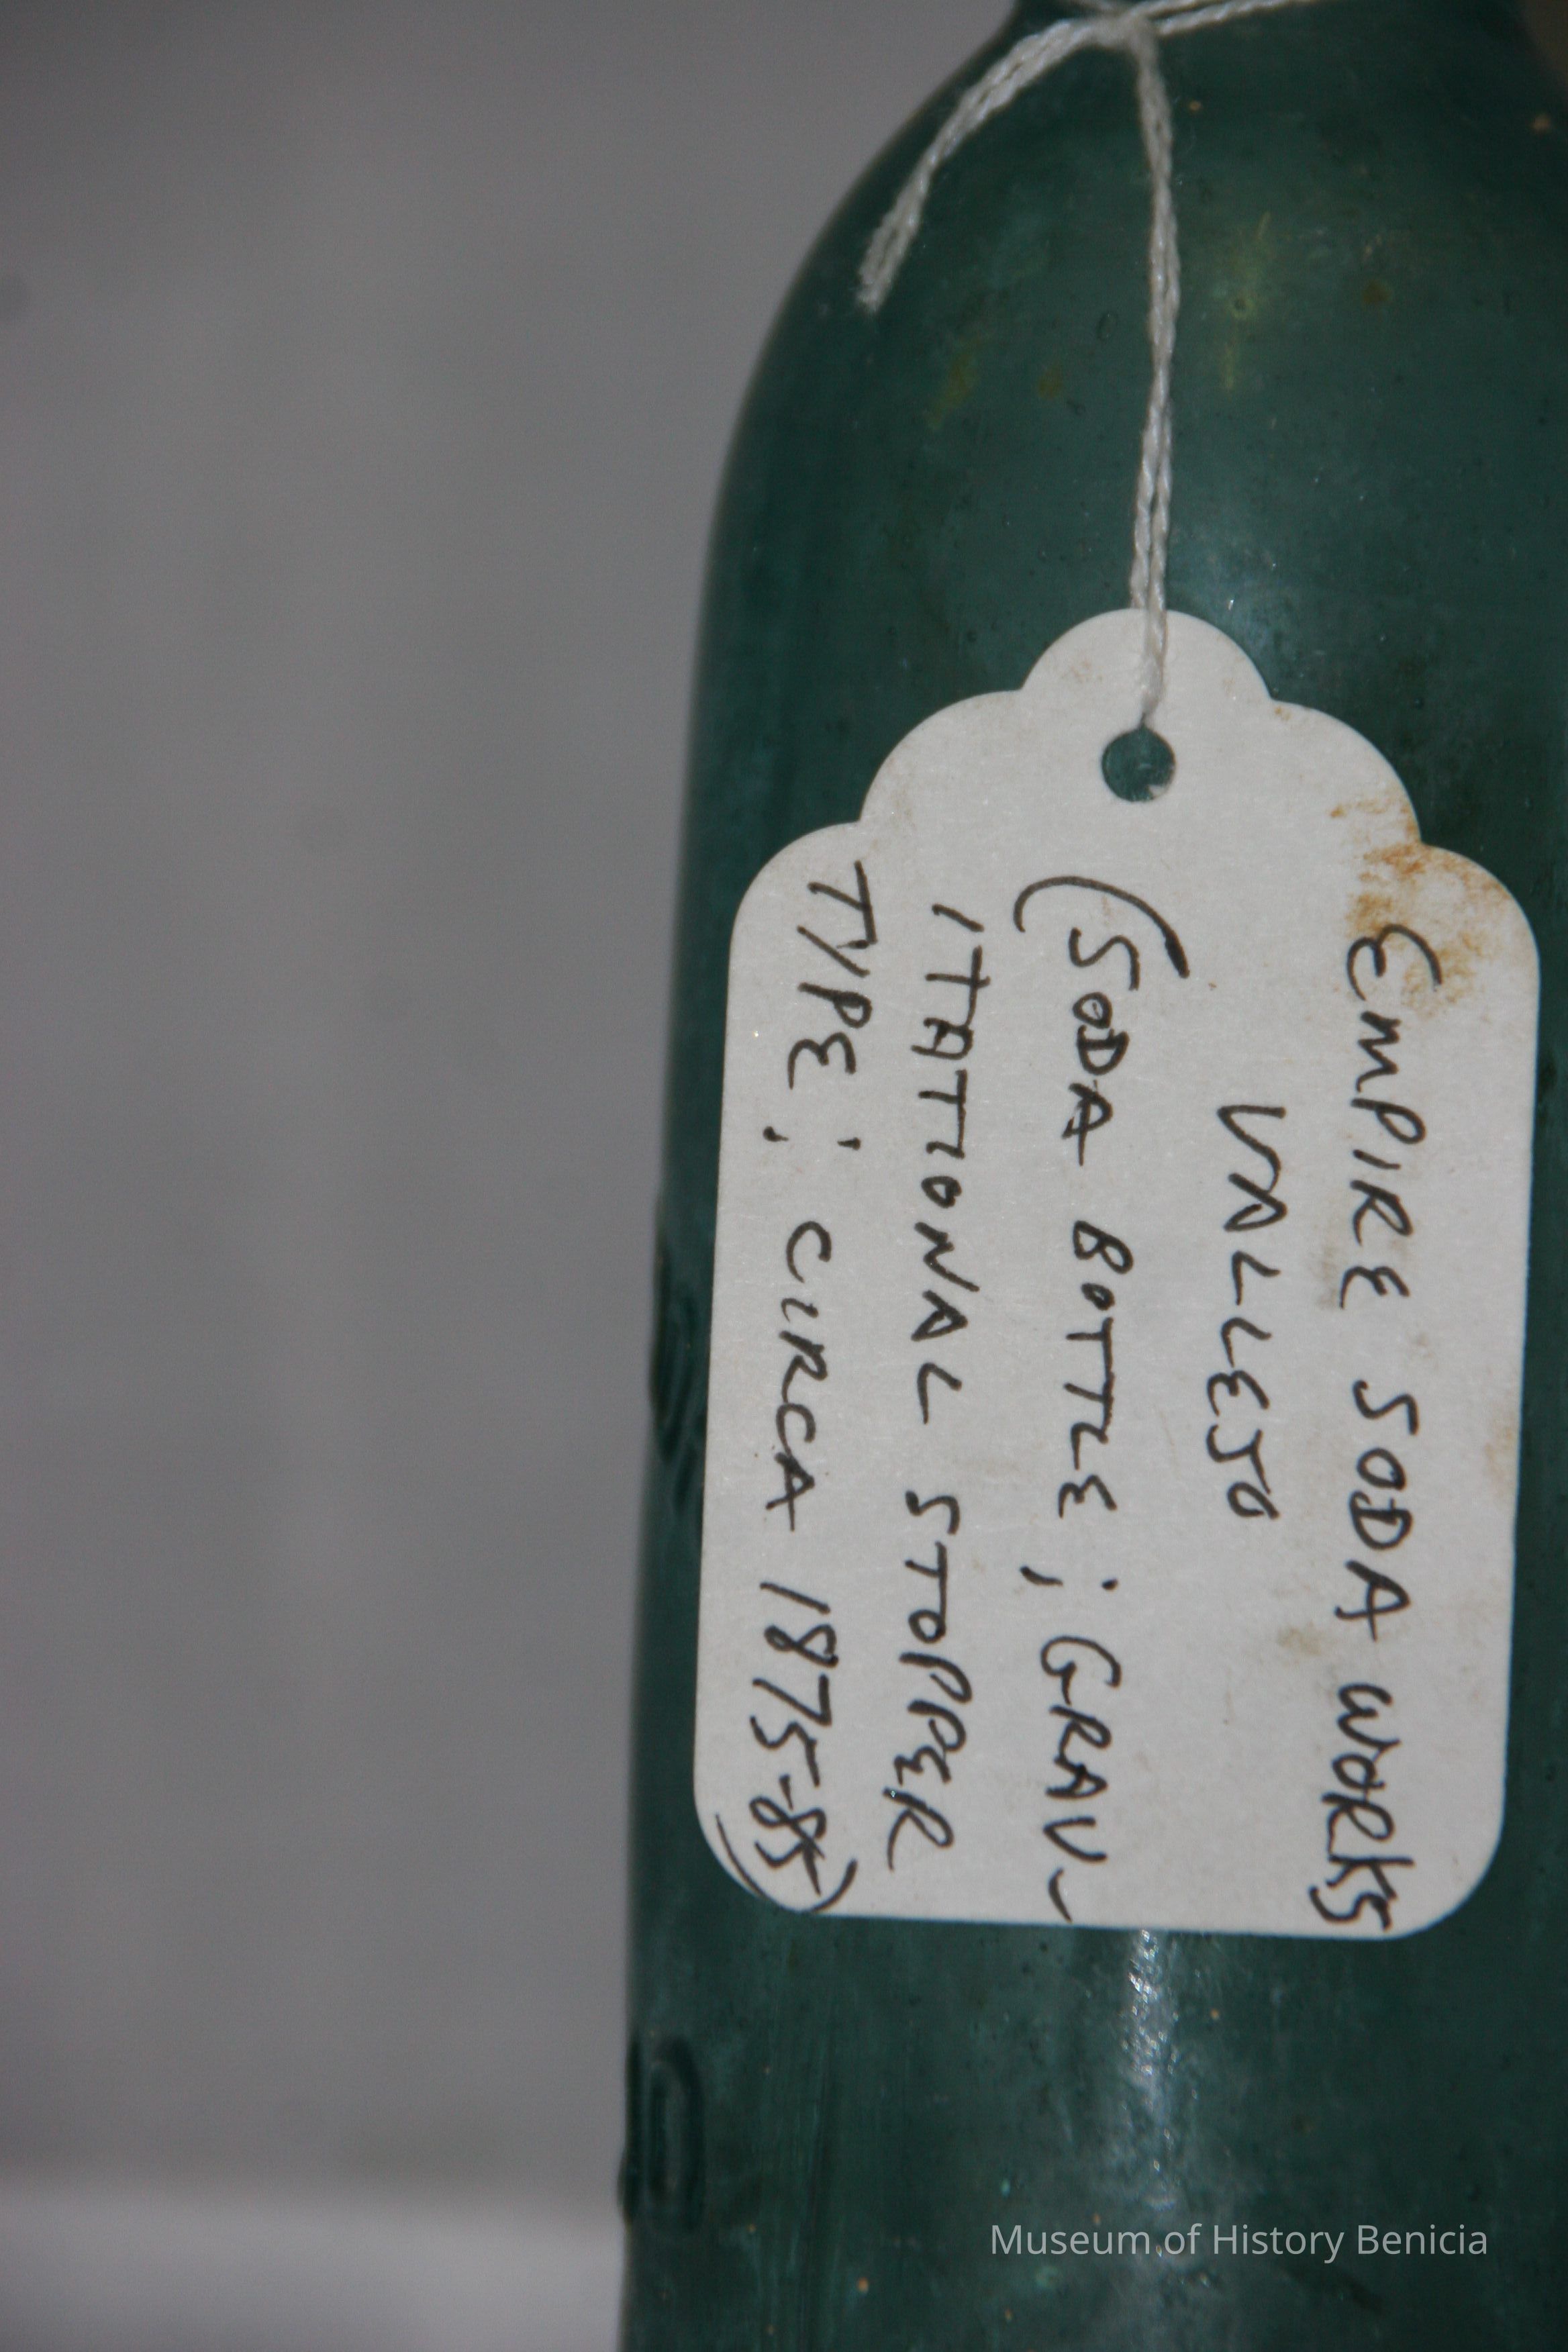 EMPIRE SODA WORKS
VALLEJO
(SODA BOTTLE; GRAV-
ITATIONAL STOPPER
TYPE; CIRCA 1875-85)
Museum of History Benicia